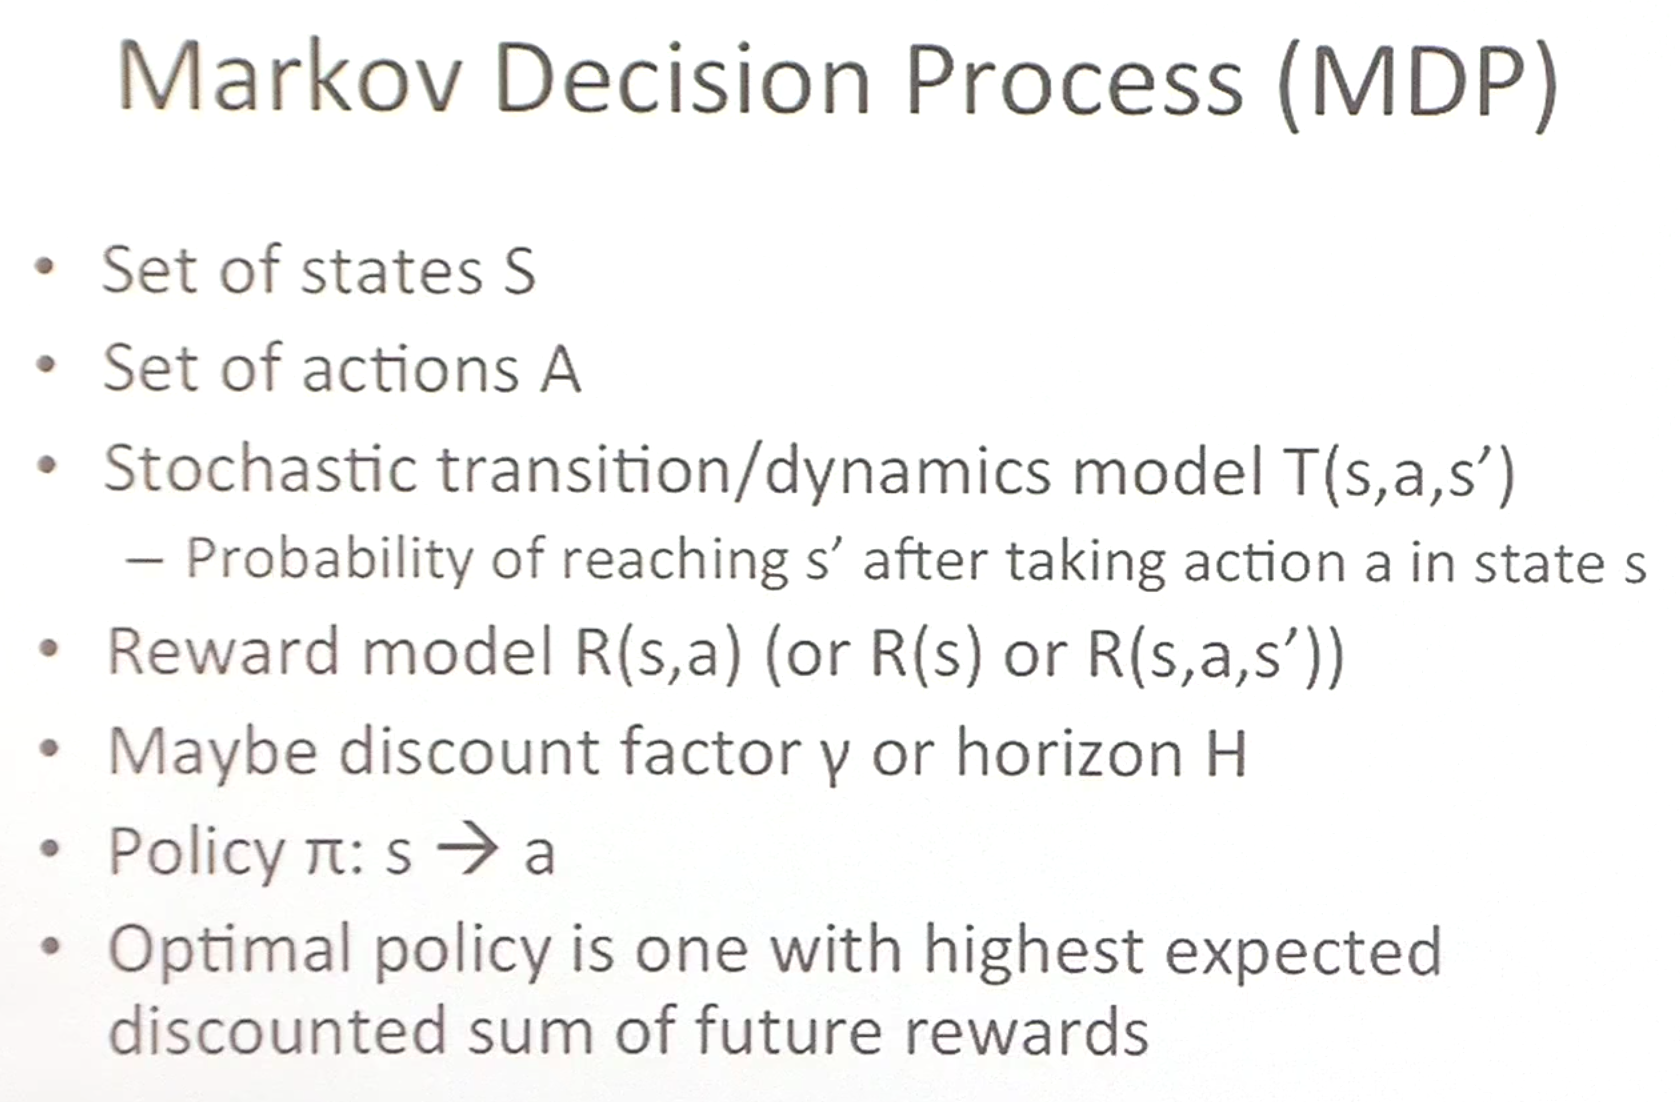 Markov Decision Process (MDP)
• Set of states S
• Set of actions A
• Stochastic transition/dynamics model T(s,a,s’)
– Probability of reaching s’ after taking action a in state s
• Reward model R(s,a) (or R(s) or R(s,a,s’))
• Maybe discount factor γ or horizon H
• Policy π: s → a
• Optimal policy is one with highest expected
discounted sum of future rewards